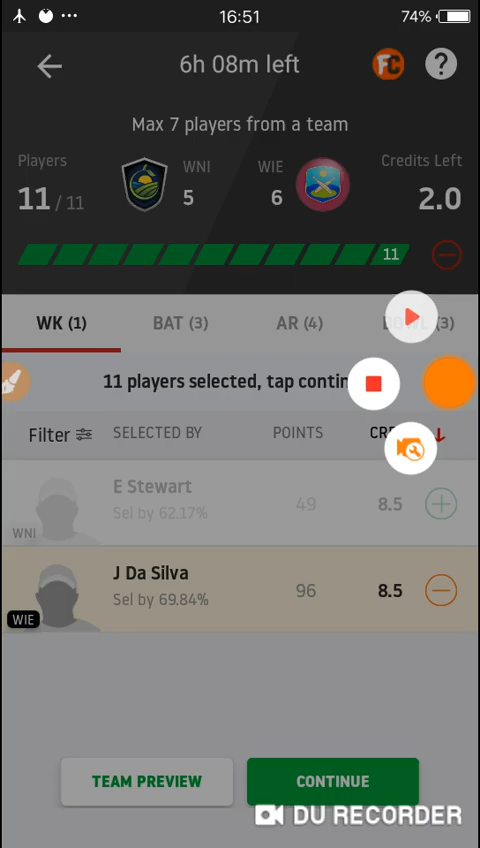 16:51
74%
6h 08m left
FC
?
Max 7 players from a team
Players
WNI
WIE
Credits Left
11 / 11
5
6
2.0
11
WK (1)
BAT (3)
AR (4)
BOWL (3)
11 players selected, tap contin
Filter
SELECTED BY
POINTS
CRE
E Stewart
Sel by 62.17%
49
8.5
WNI
J Da Silva
Sel by 69.84%
96
8.5
WIE
TEAM PREVIEW
CONTINUE
DU RECORDER